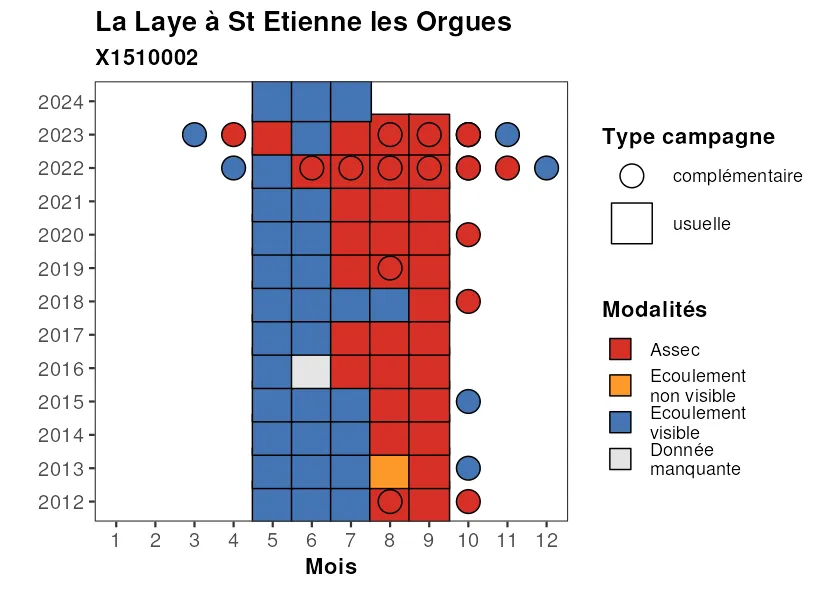 La Laye à St Etienne les Orgues
X1510002
2024
2023
2022
2021
2020
2019
2018
2017
2016
2015
2014
2013
2012
1 2 3 4 5 6 7 8 9 10 11 12
Mois
Type campagne
complémentaire
usuelle
Modalités
Assec
Ecoulement
non visible
Ecoulement
visible
Donnée
manquante